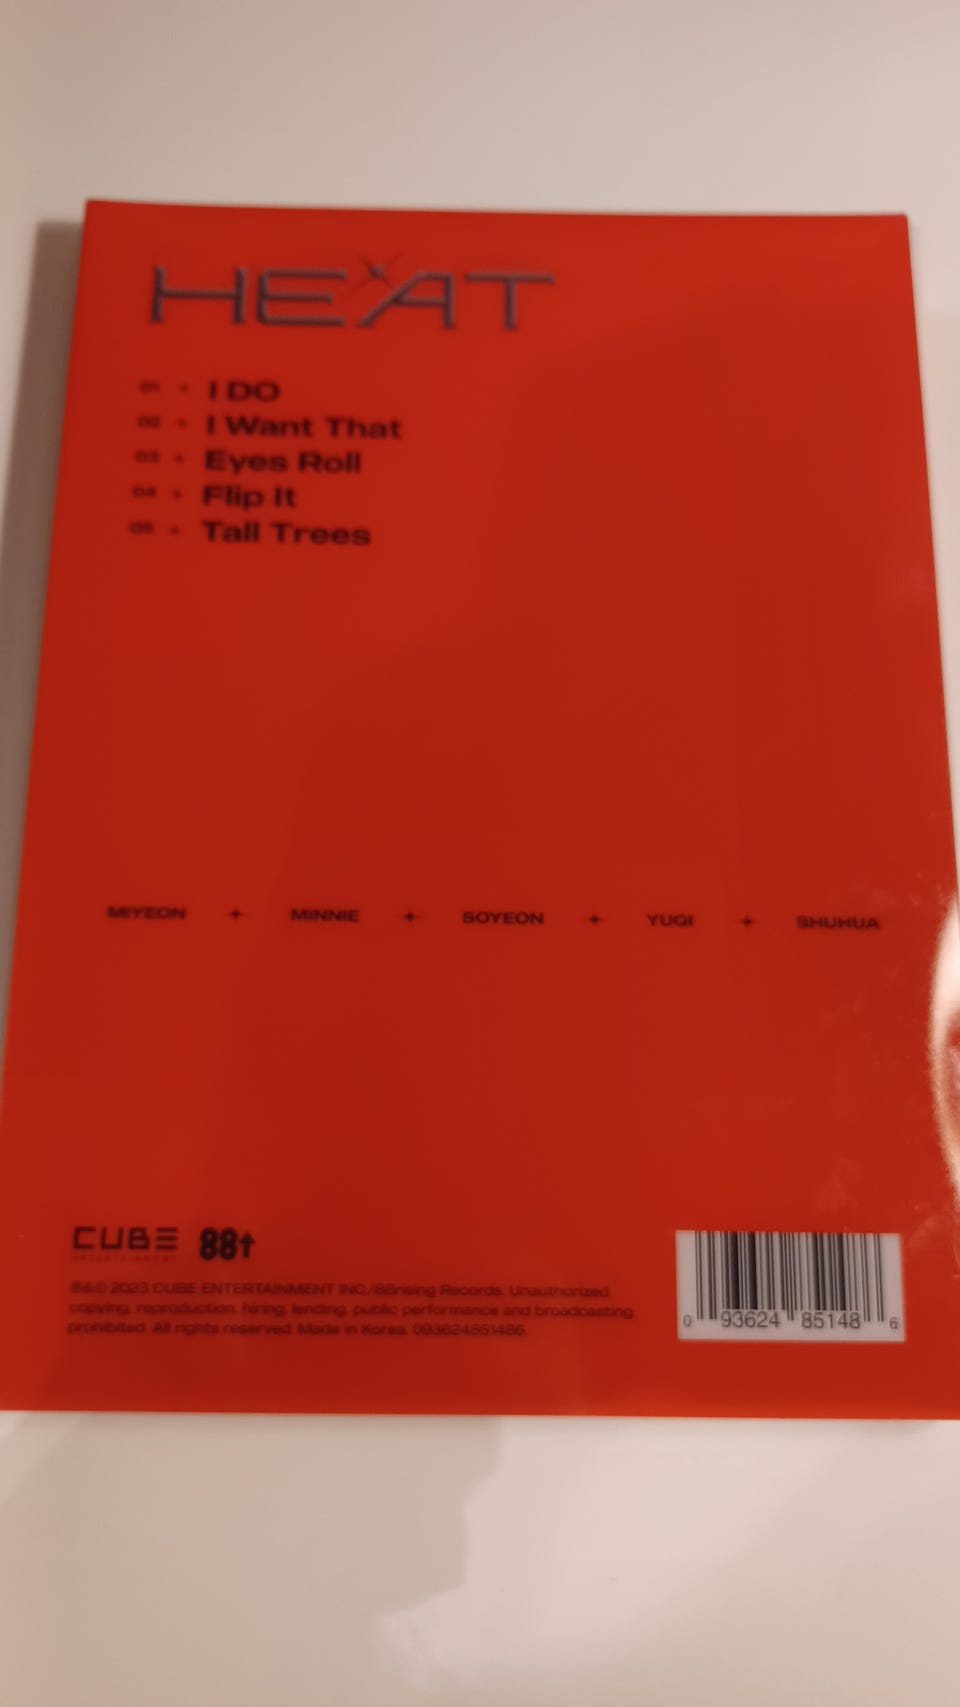 HEAT
01 + I DO
02 + I Want That
03 + Eyes Roll
04 + Flip It
05 + Tall Trees
MIYEON + MINNIE + SOYEON + YUQI + SHUHUA
CUBE 88↑
ENTERTAINMENT
℗&© 2023 CUBE ENTERTAINMENT INC./88rising Records. Unauthorized
copying, reproduction, hiring, lending, public performance and broadcasting
prohibited. All rights reserved. Made in Korea. 093624851486.
0 93624 85148 6